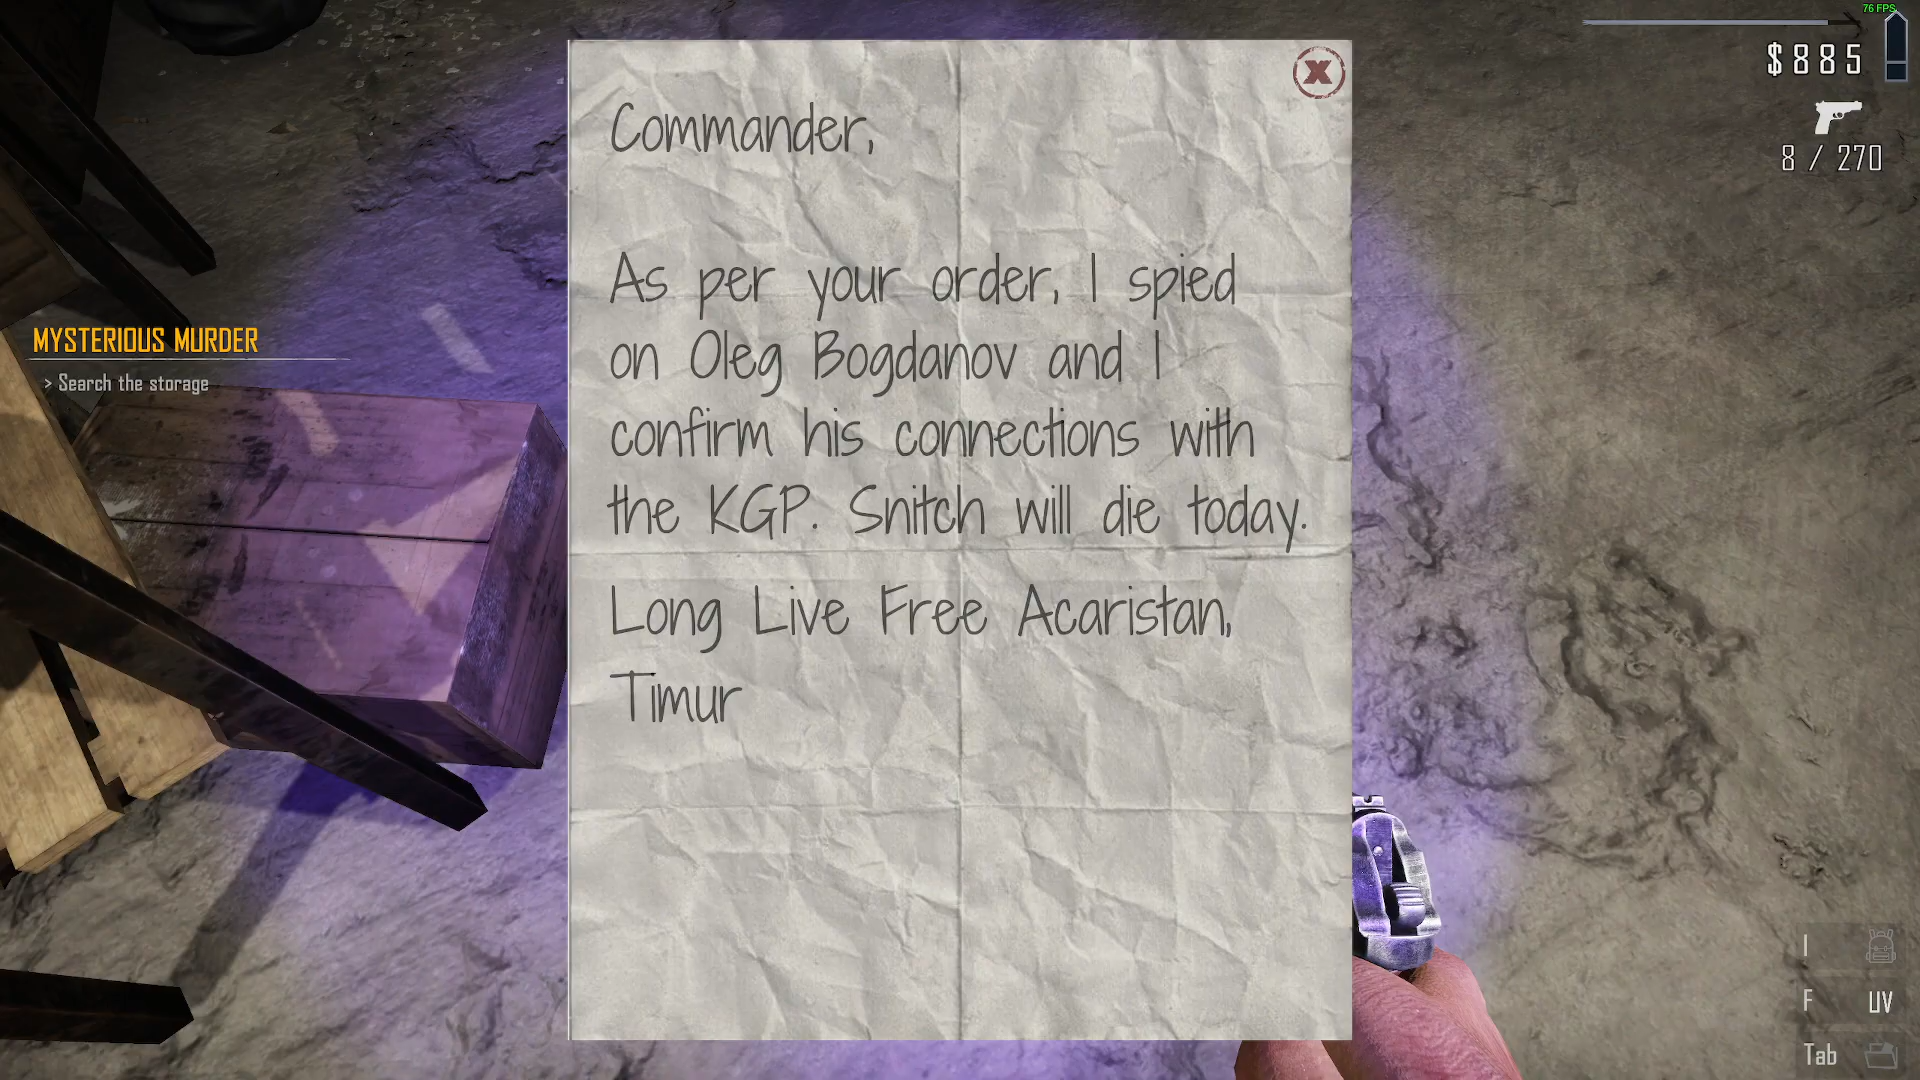 76 FPS
$885
8 / 270
Commander,
As per your order, I spied
on Oleg Bogdanov and I
confirm his connections with
the KGP. Snitch will die today.
Long Live Free Acaristan,
Timur
MYSTERIOUS MURDER
> Search the storage
X
I
F UV
Tab